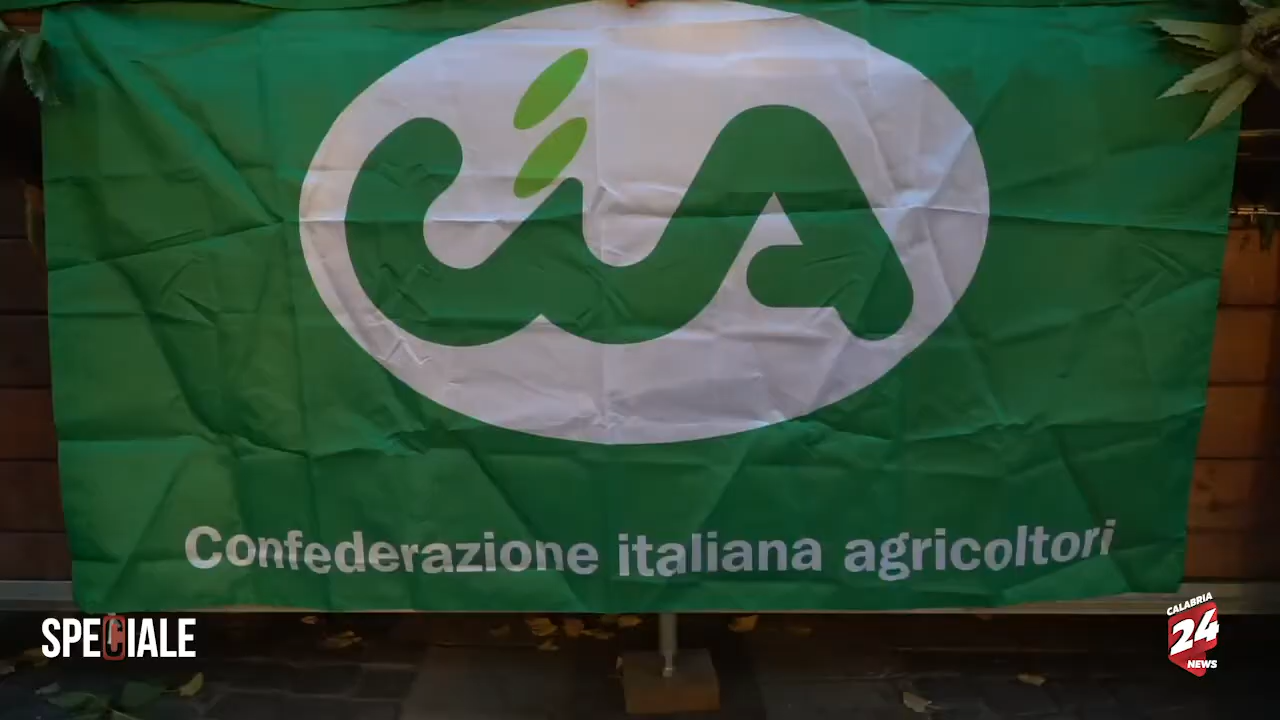 CIA
Confederazione italiana agricoltori
SPECIALE
CALABRIA
24
NEWS